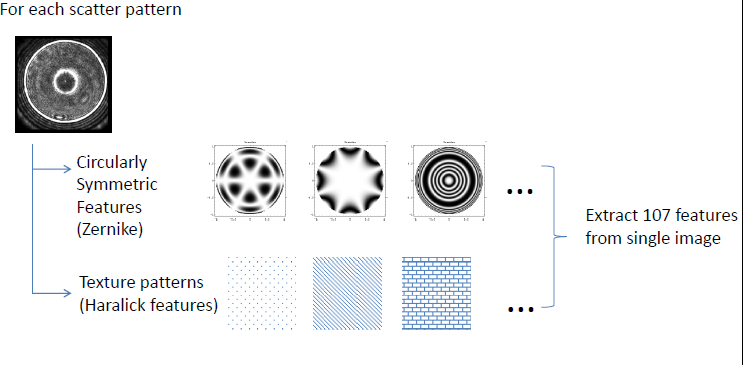 For each scatter pattern
Circularly
Symmetric
Features
(Zernike)
...
Extract 107 features
from single image
Texture patterns
(Haralick features)
...